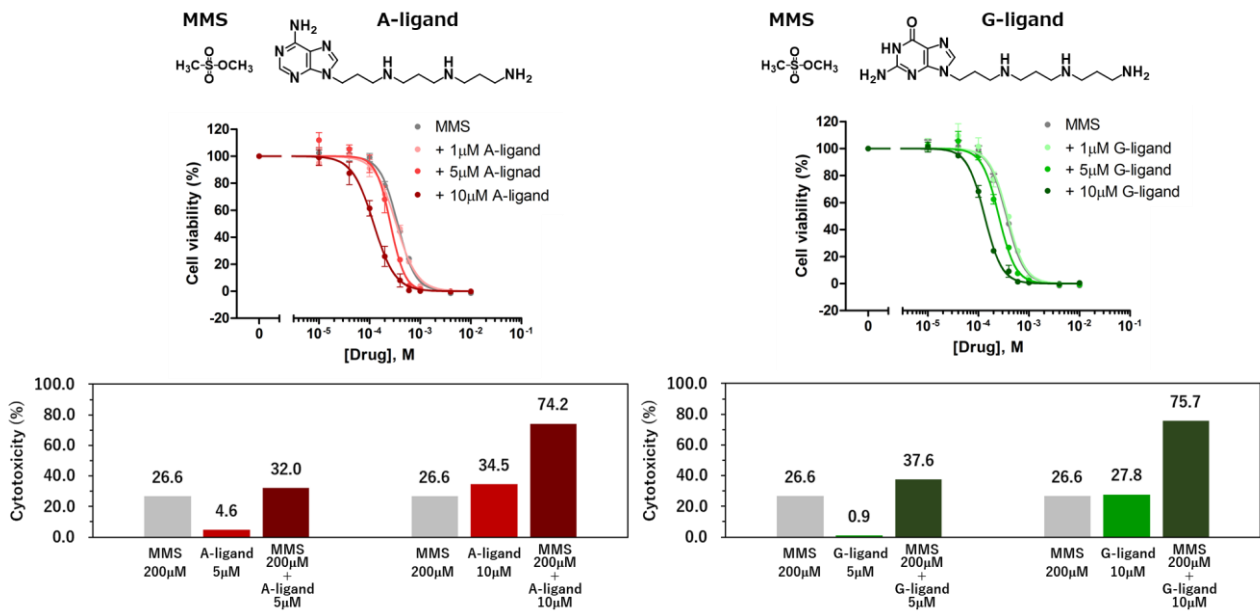 MMS
A-ligand
NH2
N
N
N
N
O
H3C-S-OCH3
O
H
N
H
N
NH2
120
100
80
60
40
20
0
-20
Cell viability (%)
MMS
+ 1μM A-ligand
+ 5μM A-lignad
+ 10μM A-ligand
0
10-5
10-4
10-3
10-2
10-1
[Drug], M
MMS
G-ligand
O
HN
N
H2N
N
N
O
H3C-S-OCH3
O
H
N
H
N
NH2
120
100
80
60
40
20
0
-20
Cell viability (%)
MMS
+ 1μM G-ligand
+ 5μM G-ligand
+ 10μM G-ligand
0
10-5
10-4
10-3
10-2
10-1
[Drug], M
Cytotoxicity (%)
100.0
80.0
60.0
40.0
20.0
0.0
26.6
4.6
32.0
26.6
34.5
74.2
MMS
200μM
A-ligand
5μM
MMS
200μM
+
A-ligand
5μM
MMS
200μM
A-ligand
10μM
MMS
200μM
+
A-ligand
10μM
Cytotoxicity (%)
100.0
80.0
60.0
40.0
20.0
0.0
26.6
0.9
37.6
26.6
27.8
75.7
MMS
200μM
G-ligand
5μM
MMS
200μM
+
G-ligand
5μM
MMS
200μM
G-ligand
10μM
MMS
200μM
+
G-ligand
10μM